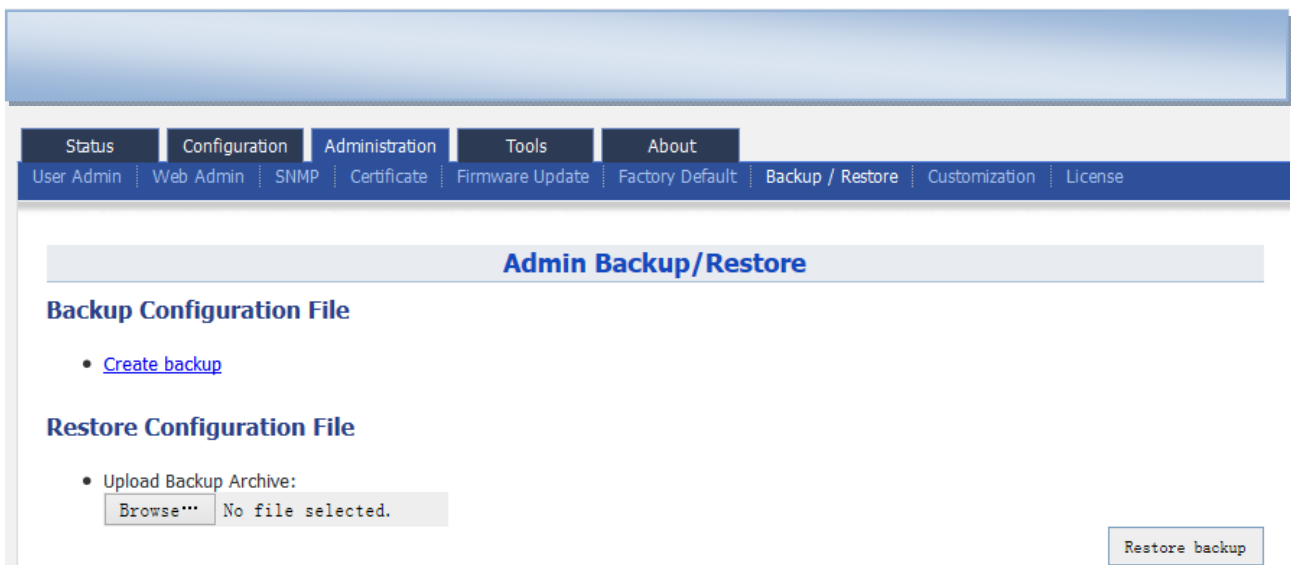 Status Configuration Administration Tools About
User Admin Web Admin SNMP Certificate Firmware Update Factory Default Backup / Restore Customization License
Admin Backup/Restore
Backup Configuration File
Create backup
Restore Configuration File
Upload Backup Archive:
Browse… No file selected.
Restore backup